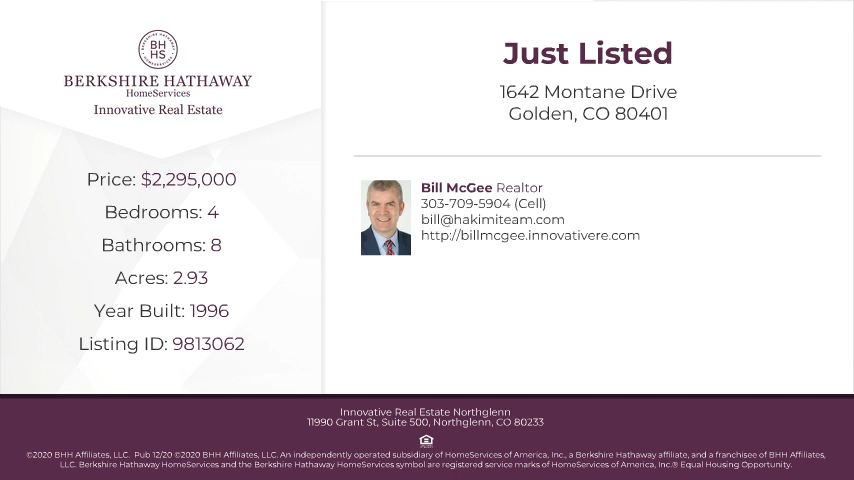 BH
HS
BERKSHIRE HATHAWAY
HomeServices
Innovative Real Estate
Price: $2,295,000
Bedrooms: 4
Bathrooms: 8
Acres: 2.93
Year Built: 1996
Listing ID: 9813062
Just Listed
1642 Montane Drive
Golden, CO 80401
Bill McGee Realtor
303-709-5904 (Cell)
bill@hakimiteam.com
http://billmcgee.innovativere.com
Innovative Real Estate Northglenn
11990 Grant St, Suite 500, Northglenn, CO 80233
©2020 BHH Affiliates, LLC. Pub 12/20 ©2020 BHH Affiliates, LLC. An independently operated subsidiary of HomeServices of America, Inc., a Berkshire Hathaway affiliate, and a franchisee of BHH Affiliates,
LLC. Berkshire Hathaway HomeServices and the Berkshire Hathaway HomeServices symbol are registered service marks of HomeServices of America, Inc.® Equal Housing Opportunity.